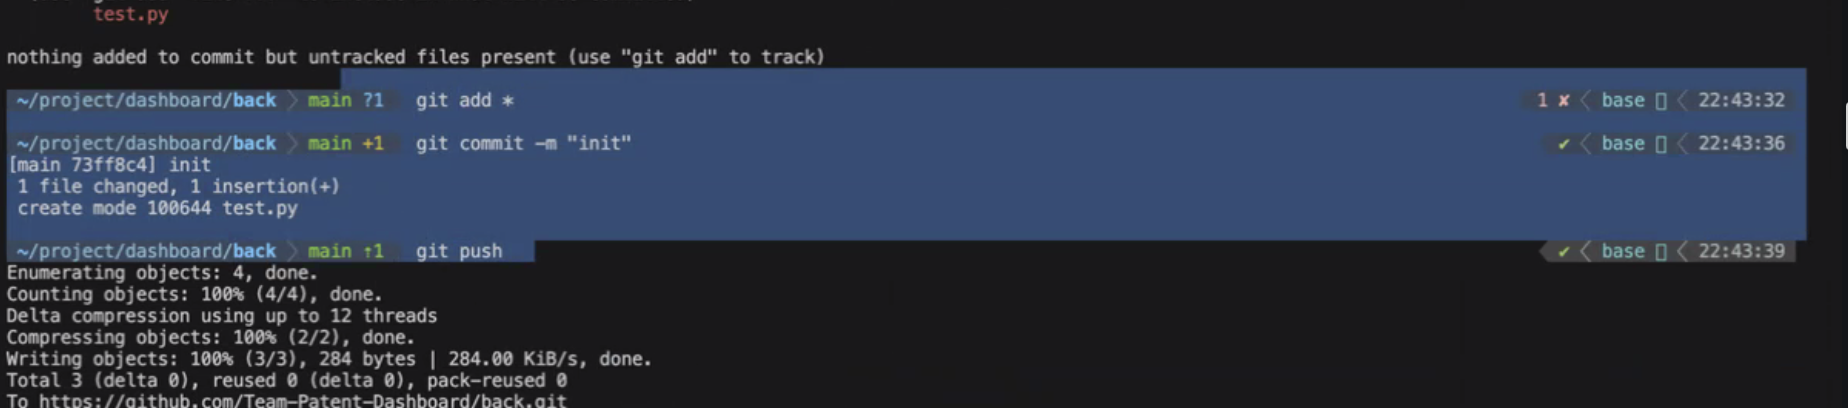 test.py
nothing added to commit but untracked files present (use "git add" to track)
~/project/dashboard/back main ?1 git add * 1 ✘ base 22:43:32
~/project/dashboard/back main +1 git commit -m "init" ✔ base 22:43:36
[main 73ff8c4] init
1 file changed, 1 insertion(+)
create mode 100644 test.py
~/project/dashboard/back main ↑1 git push ✔ base 22:43:39
Enumerating objects: 4, done.
Counting objects: 100% (4/4), done.
Delta compression using up to 12 threads
Compressing objects: 100% (2/2), done.
Writing objects: 100% (3/3), 284 bytes | 284.00 KiB/s, done.
Total 3 (delta 0), reused 0 (delta 0), pack-reused 0
To https://github.com/Team-Patent-Dashboard/back.git